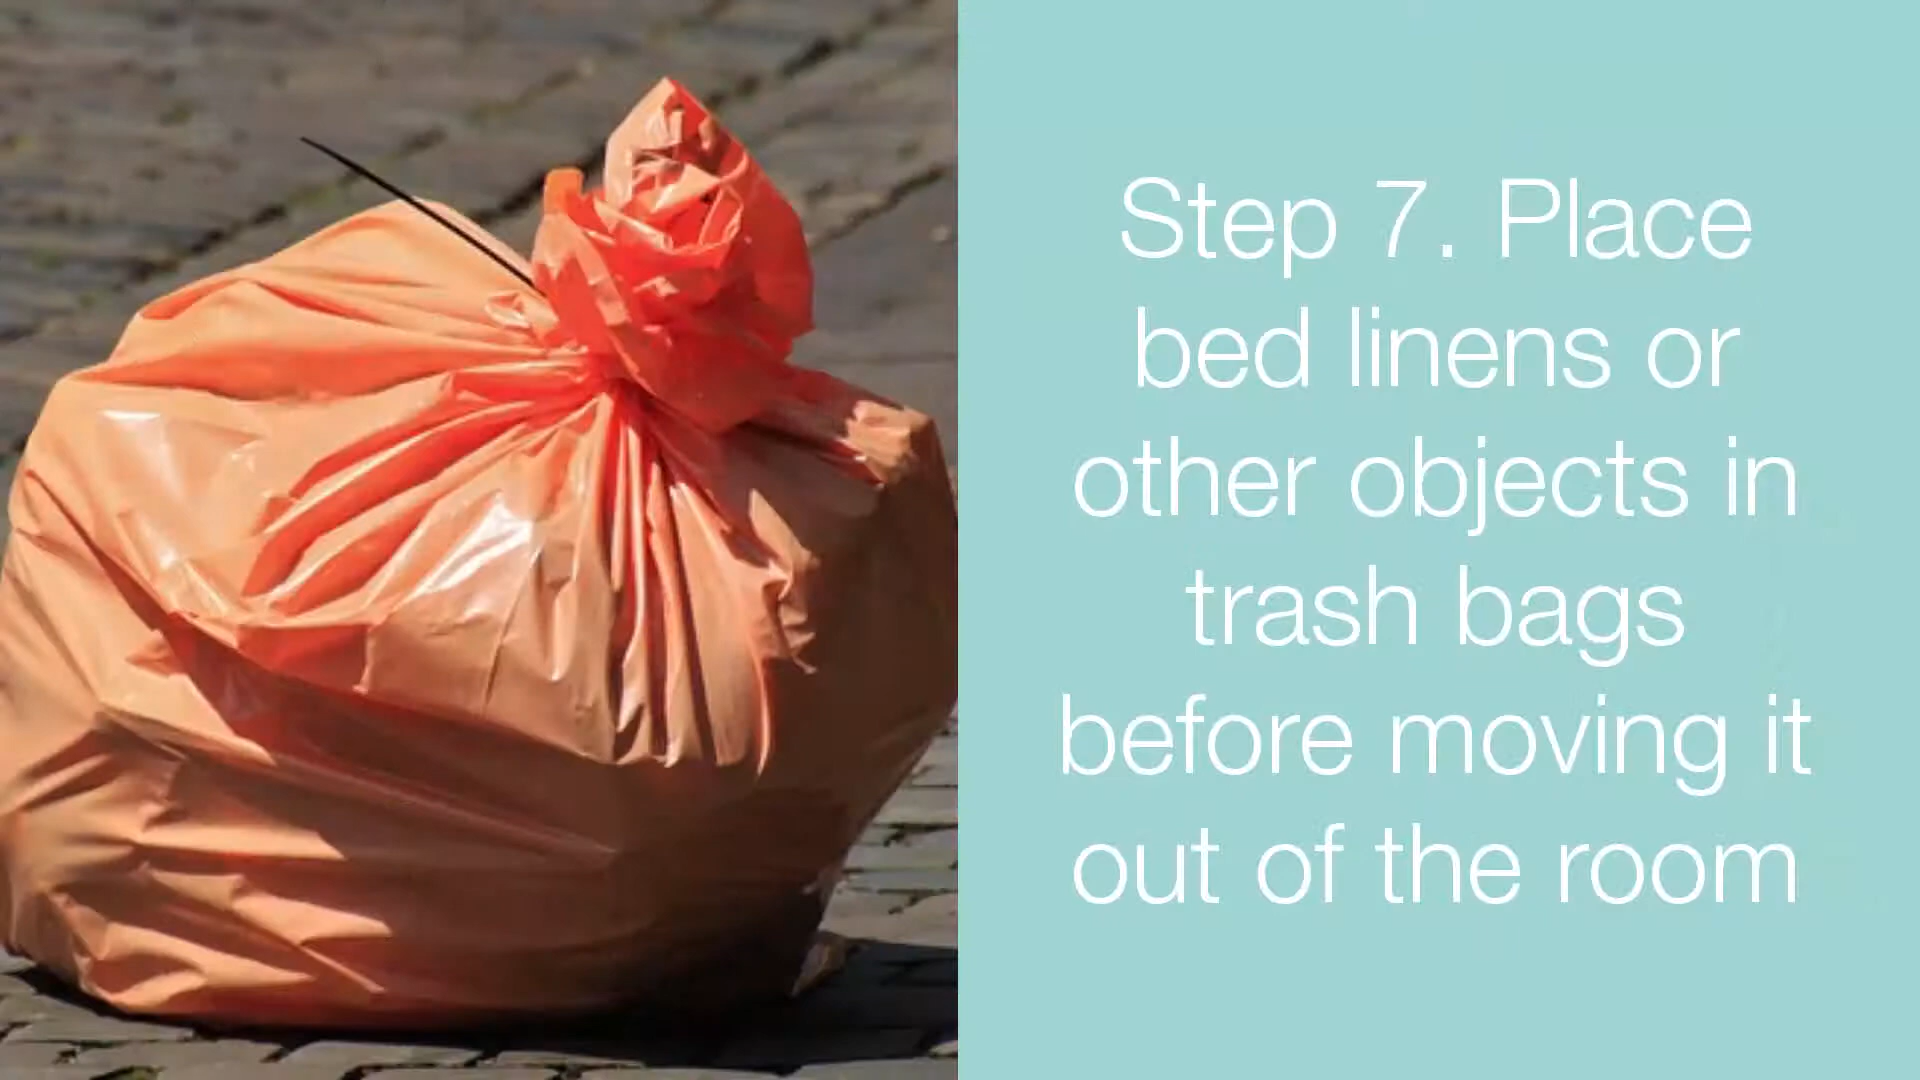 Step 7. Place
bed linens or
other objects in
trash bags
before moving it
out of the room